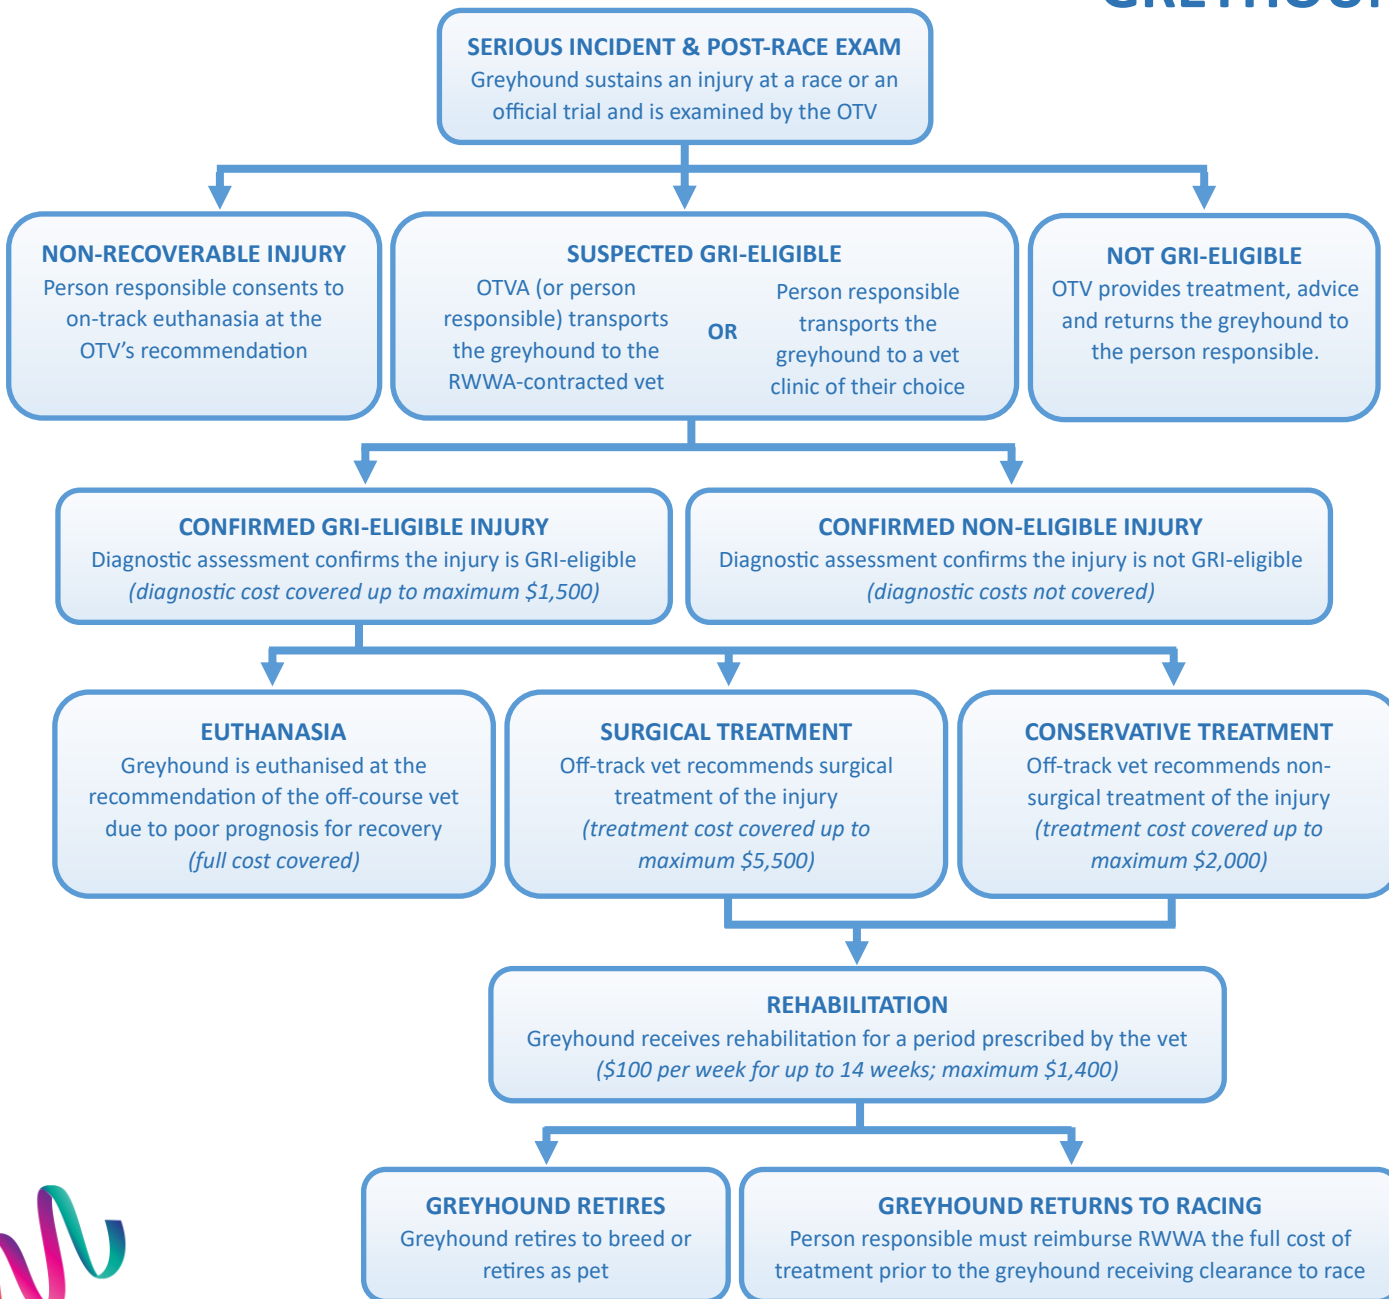 SERIOUS INCIDENT & POST-RACE EXAM
Greyhound sustains an injury at a race or an
official trial and is examined by the OTV
NON-RECOVERABLE INJURY
Person responsible consents to
on-track euthanasia at the
OTV's recommendation
SUSPECTED GRI-ELIGIBLE
OTVA (or person
responsible) transports
the greyhound to the
RWWA-contracted vet
OR
Person responsible
transports the
greyhound to a vet
clinic of their choice
NOT GRI-ELIGIBLE
OTV provides treatment, advice
and returns the greyhound to
the person responsible.
CONFIRMED GRI-ELIGIBLE INJURY
Diagnostic assessment confirms the injury is GRI-eligible
(diagnostic cost covered up to maximum $1,500)
CONFIRMED NON-ELIGIBLE INJURY
Diagnostic assessment confirms the injury is not GRI-eligible
(diagnostic costs not covered)
EUTHANASIA
Greyhound is euthanised at the
recommendation of the off-course vet
due to poor prognosis for recovery
(full cost covered)
SURGICAL TREATMENT
Off-track vet recommends surgical
treatment of the injury
(treatment cost covered up to
maximum $5,500)
CONSERVATIVE TREATMENT
Off-track vet recommends non-
surgical treatment of the injury
(treatment cost covered up to
maximum $2,000)
REHABILITATION
Greyhound receives rehabilitation for a period prescribed by the vet
($100 per week for up to 14 weeks; maximum $1,400)
GREYHOUND RETIRES
Greyhound retires to breed or
retires as pet
GREYHOUND RETURNS TO RACING
Person responsible must reimburse RWWA the full cost of
treatment prior to the greyhound receiving clearance to race